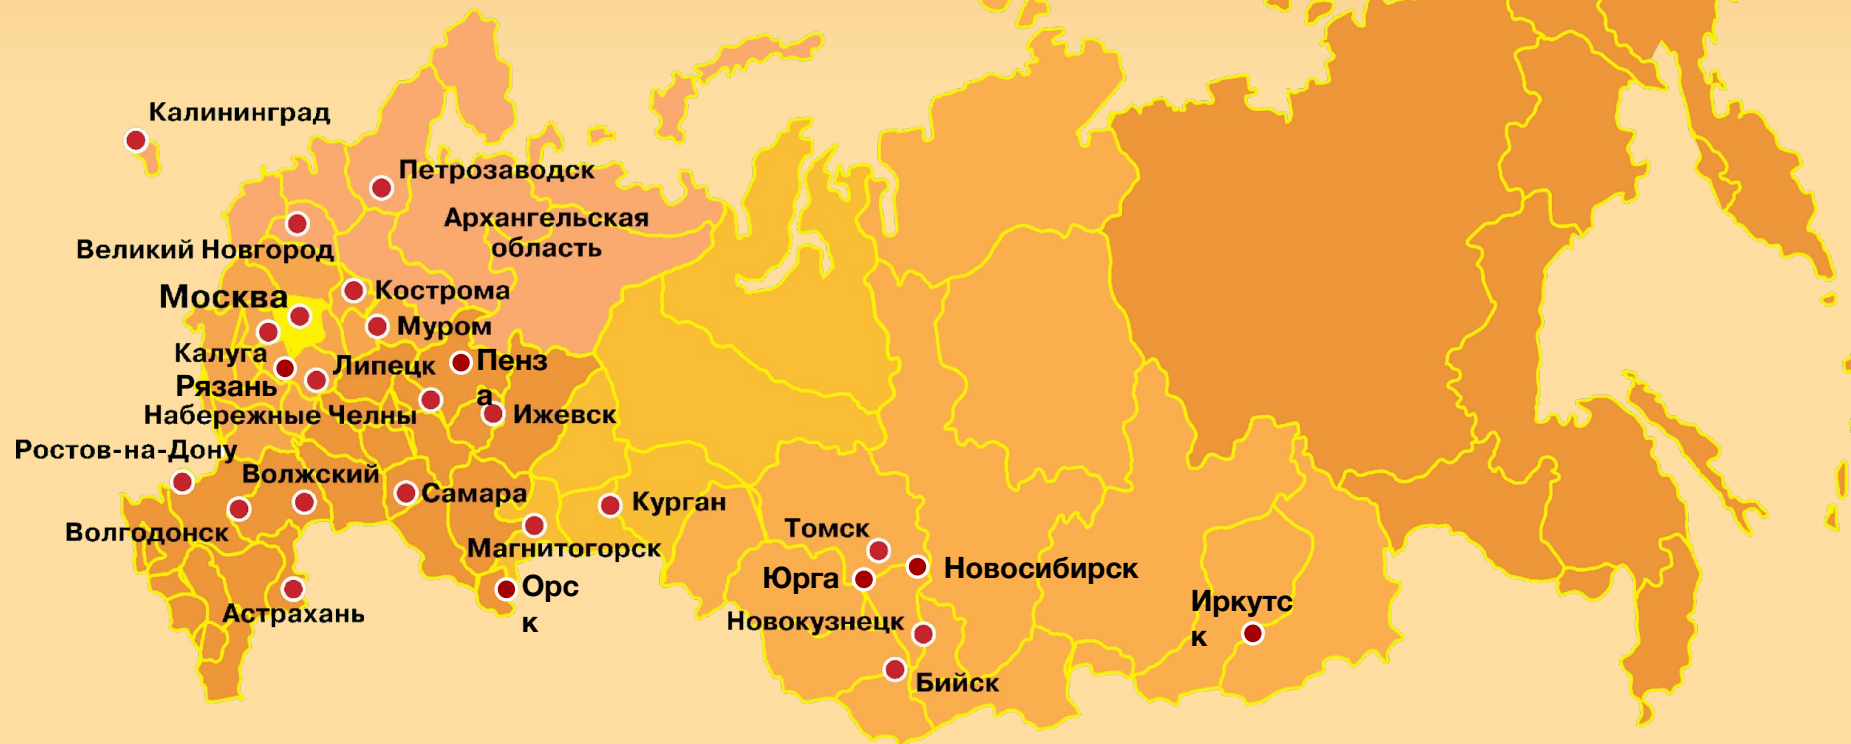 Калининград
Петрозаводск
Архангельская
область
Великий Новгород
Москва
Кострома
Муром
Калуга
Липецк
Пенз
а
Рязань
Набережные Челны
Ижевск
Ростов-на-Дону
Волжский
Самара
Курган
Волгодонск
Магнитогорск
Томск
Новосибирск
Юрга
Орс
к
Астрахань
Новокузнецк
Иркутс
к
Бийск